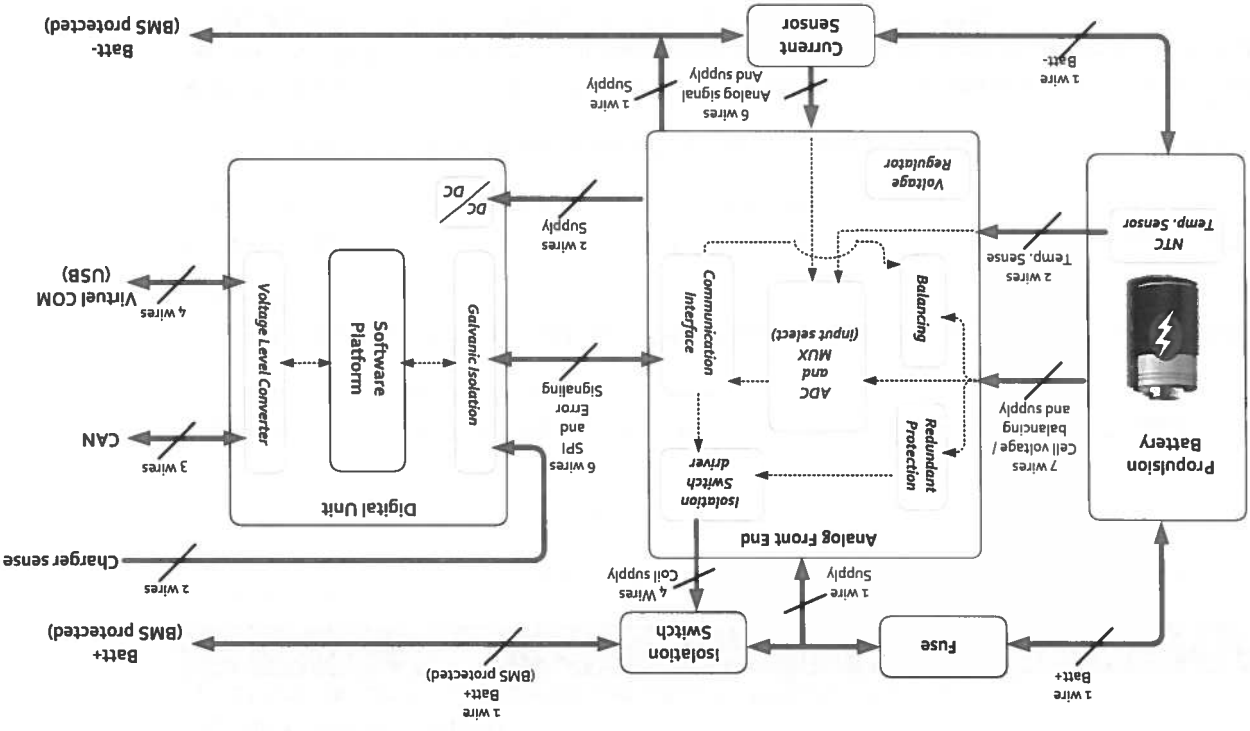 1 wire
Batt+
Fuse
Isolation
Switch
1 wire
Batt+
(BMS protected)
Batt+
(BMS protected)
1 wire
Supply
4 Wires
Coil supply
2 wires
Charger sense
Propulsion
Battery
NTC
Temp. Sensor
7 wires
Cell voltage /
balancing
and supply
2 wires
Temp. Sense
Analog Front End
Redundant
Protection
Isolation
Switch
driver
ADC
and
MUX
(input select)
Balancing
Communication
Interface
Voltage
Regulator
6 wires
SPI
and
Error
Signaling
2 wires
Supply
Digital Unit
Galvanic Isolation
Software
Platform
Voltage Level Converter
DC
DC
3 wires
CAN
4 wires
Virtuel COM
(USB)
1 wire
Batt-
Current
Sensor
6 wires
Analog signal
And supply
1 wire
Supply
Batt-
(BMS protected)